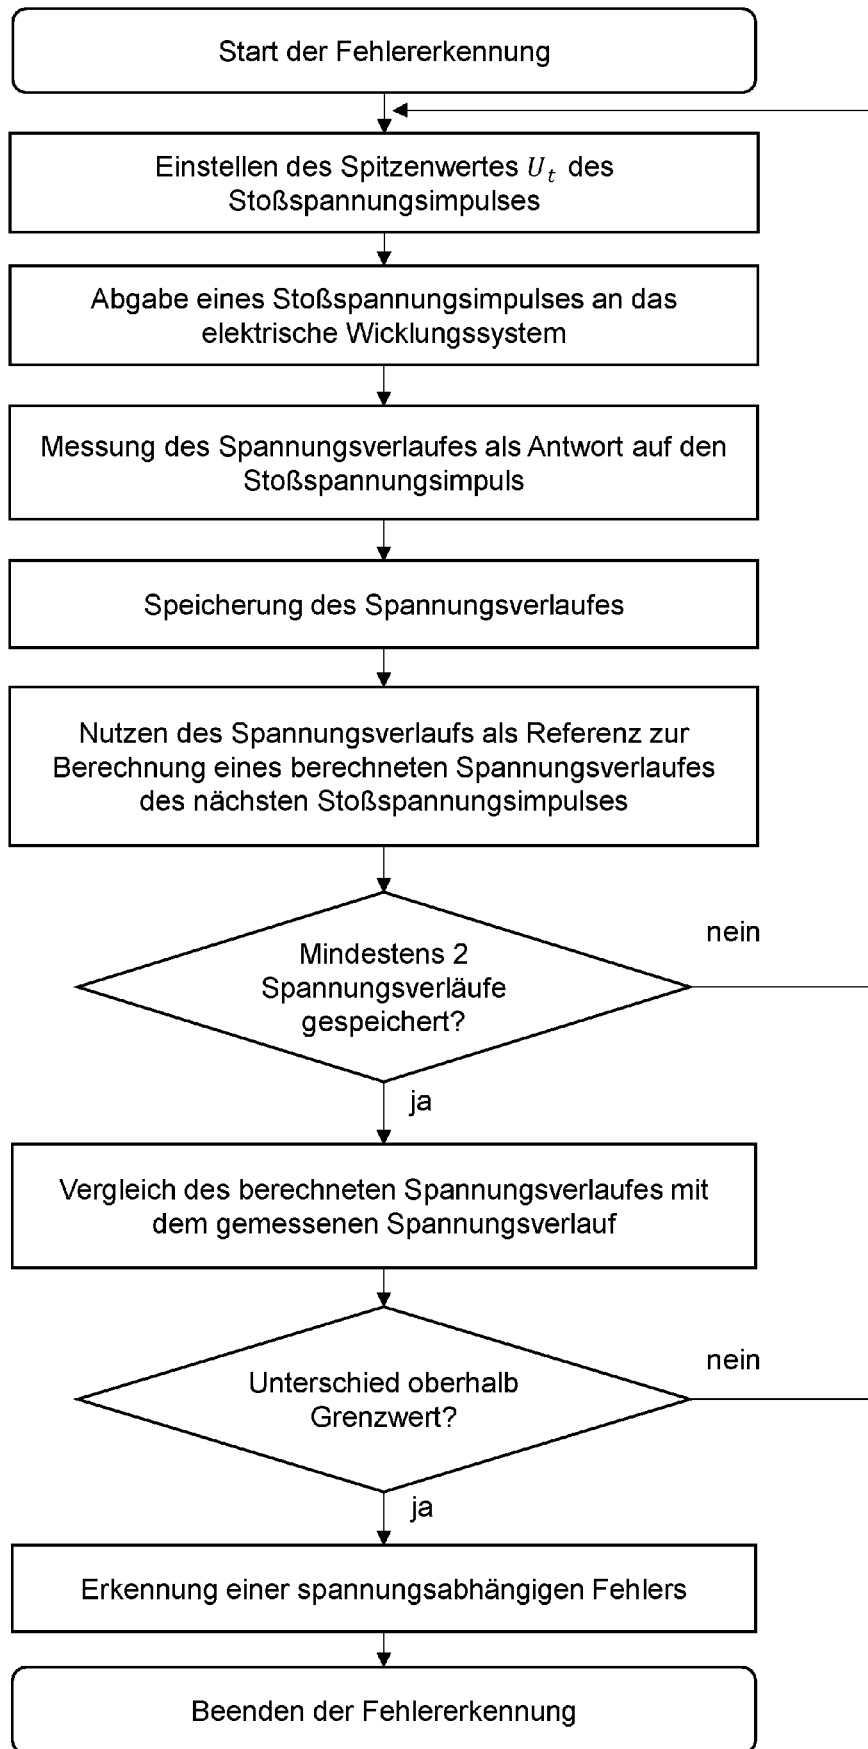 Start der Fehlererkennung
Einstellen des Spitzenwertes U_t des
Stoßspannungsimpulses
Abgabe eines Stoßspannungsimpulses an das
elektrische Wicklungssystem
Messung des Spannungsverlaufes als Antwort auf den
Stoßspannungsimpuls
Speicherung des Spannungsverlaufes
Nutzen des Spannungsverlaufs als Referenz zur
Berechnung eines berechneten Spannungsverlaufes
des nächsten Stoßspannungsimpulses
Mindestens 2
Spannungsverläufe
gespeichert?
nein
ja
Vergleich des berechneten Spannungsverlaufes mit
dem gemessenen Spannungsverlauf
Unterschied oberhalb
Grenzwert?
nein
ja
Erkennung einer spannungsabhängigen Fehlers
Beenden der Fehlererkennung